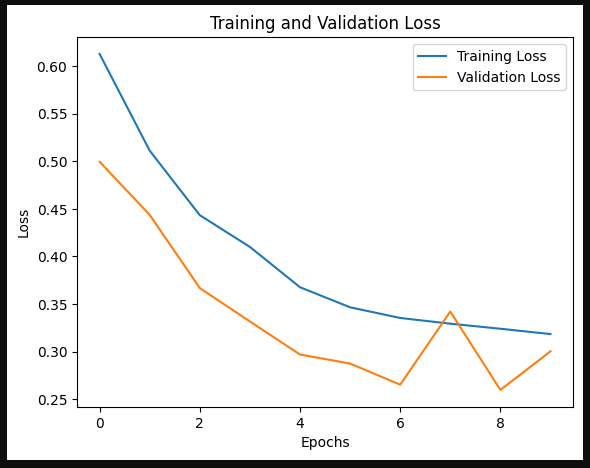 Training and Validation Loss
Training Loss
Validation Loss
0.60
0.55
0.50
0.45
0.40
0.35
0.30
0.25
Loss
0 2 4 6 8
Epochs